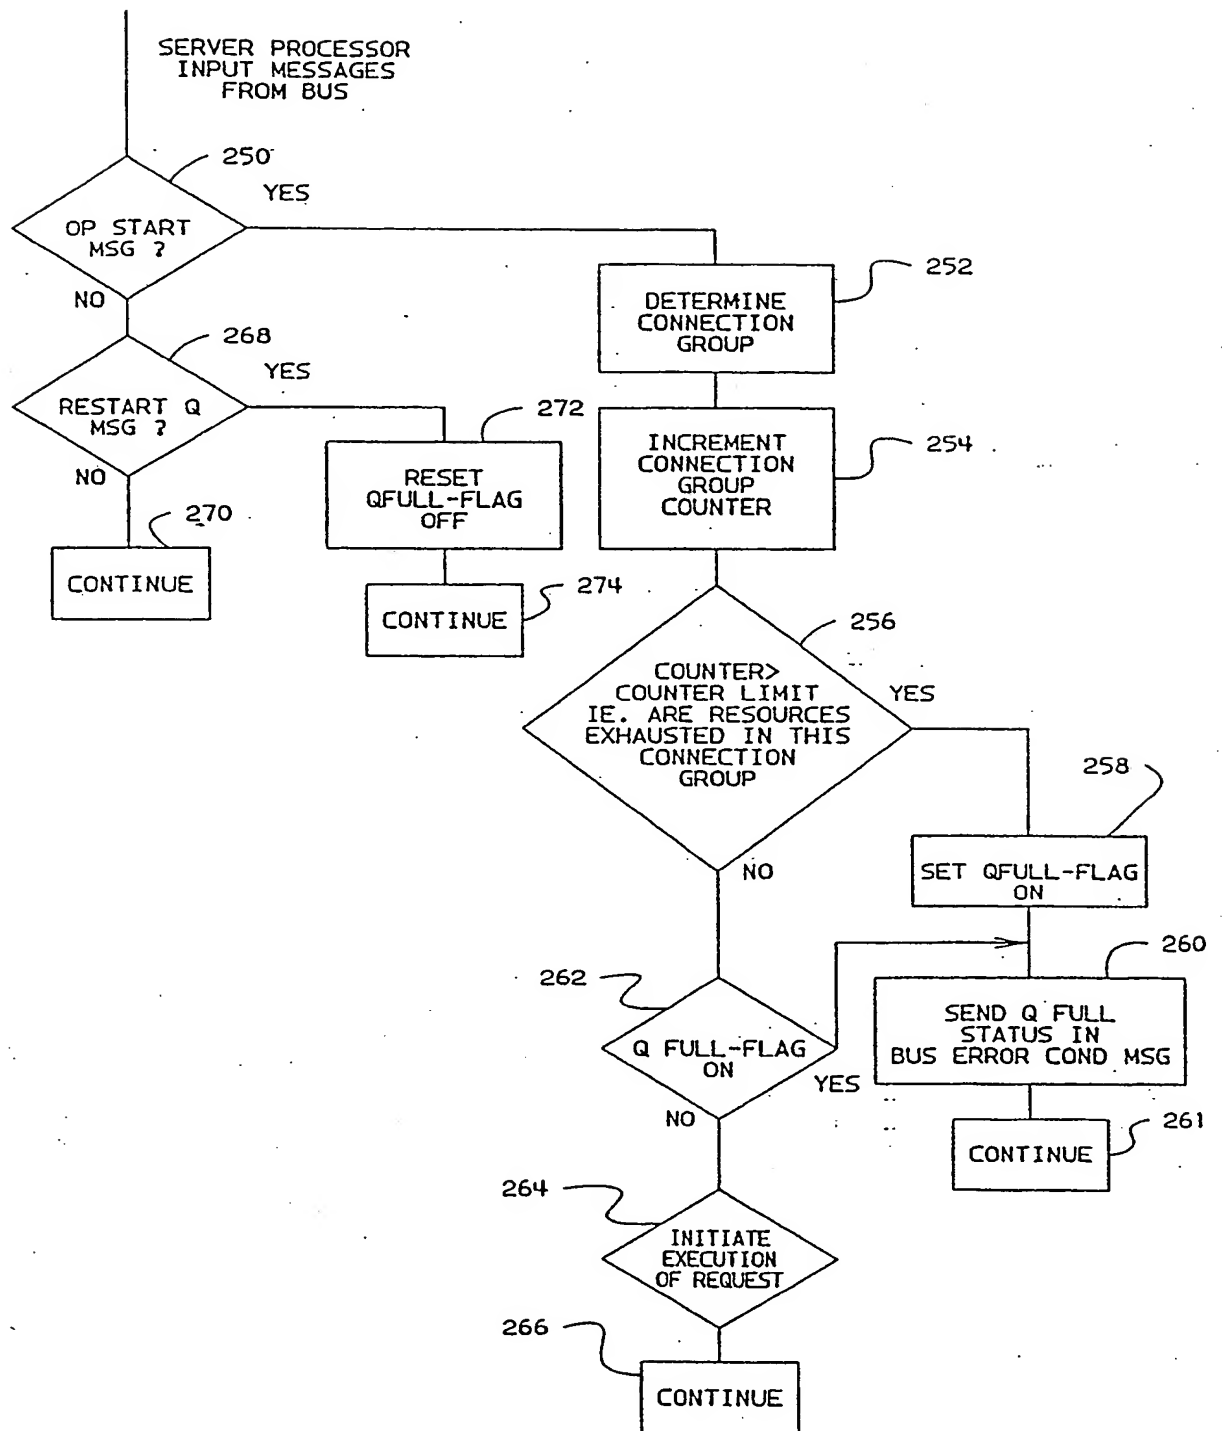 SERVER PROCESSOR
INPUT MESSAGES
FROM BUS
250
YES
OP START
MSG ?
NO
252
DETERMINE
CONNECTION
GROUP
268
YES
RESTART Q
MSG ?
NO
272
RESET
QFULL-FLAG
OFF
INCREMENT
CONNECTION
GROUP
COUNTER
254
270
CONTINUE
CONTINUE
274
256
COUNTER>
COUNTER LIMIT
IE. ARE RESOURCES
EXHAUSTED IN THIS
CONNECTION
GROUP
YES
NO
258
SET QFULL-FLAG
ON
260
SEND Q FULL
STATUS IN
BUS ERROR COND MSG
262
Q FULL-FLAG
ON
YES
NO
CONTINUE
261
264
INITIATE
EXECUTION
OF REQUEST
266
CONTINUE